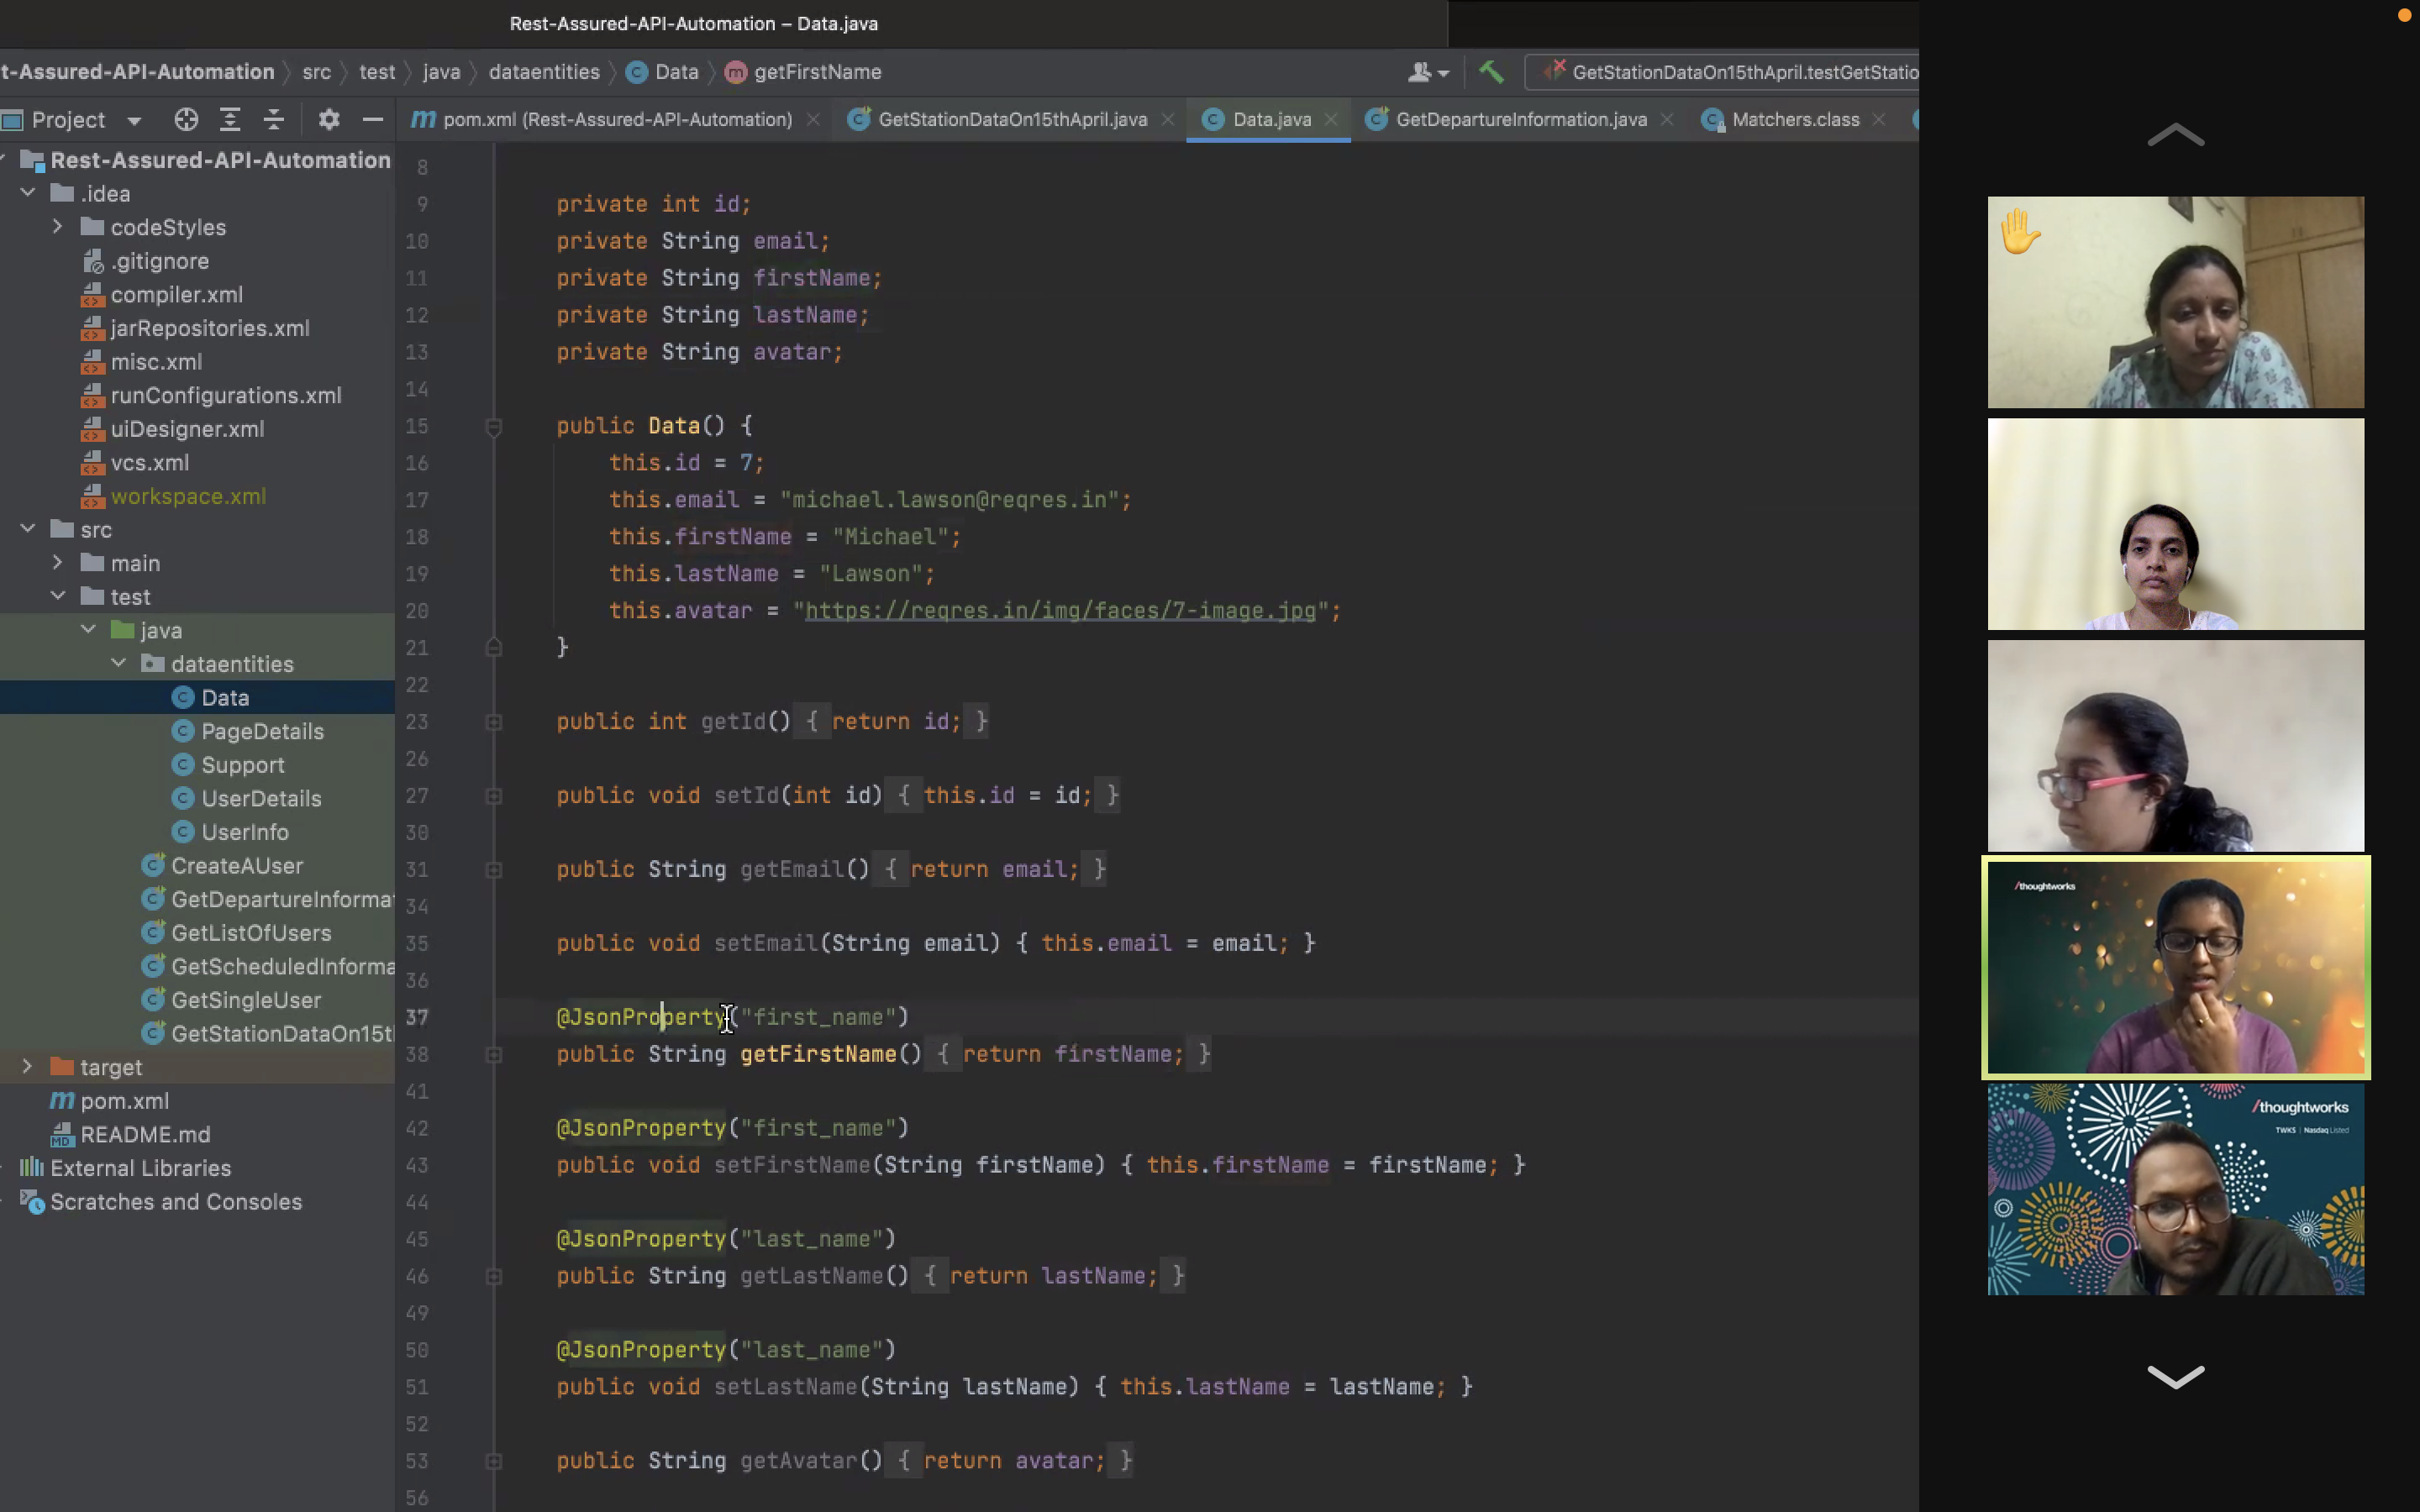 Rest-Assured-API-Automation – Data.java
t-Assured-API-Automation 〉 src 〉 test 〉 java 〉 dataentities 〉 Data 〉 getFirstName
GetStationDataOn15thApril.testGetStatio
Project
pom.xml (Rest-Assured-API-Automation)
GetStationDataOn15thApril.java
Data.java
GetDepartureInformation.java
Matchers.class
Rest-Assured-API-Automation
.idea
codeStyles
.gitignore
compiler.xml
jarRepositories.xml
misc.xml
runConfigurations.xml
uiDesigner.xml
vcs.xml
workspace.xml
src
main
test
java
dataentities
Data
PageDetails
Support
UserDetails
UserInfo
CreateAUser
GetDepartureInforma
GetListOfUsers
GetScheduledInforma
GetSingleUser
GetStationDataOn15t
target
pom.xml
README.md
External Libraries
Scratches and Consoles
8
9 private int id;
10 private String email;
11 private String firstName;
12 private String lastName;
13 private String avatar;
14
15 public Data() {
16 this.id = 7;
17 this.email = "michael.lawson@reqres.in";
18 this.firstName = "Michael";
19 this.lastName = "Lawson";
20 this.avatar = "https://reqres.in/img/faces/7-image.jpg";
21 }
22
23 public int getId() { return id; }
26
27 public void setId(int id) { this.id = id; }
30
31 public String getEmail() { return email; }
34
35 public void setEmail(String email) { this.email = email; }
36
37 @JsonProperty("first_name")
38 public String getFirstName() { return firstName; }
41
42 @JsonProperty("first_name")
43 public void setFirstName(String firstName) { this.firstName = firstName; }
44
45 @JsonProperty("last_name")
46 public String getLastName() { return lastName; }
49
50 @JsonProperty("last_name")
51 public void setLastName(String lastName) { this.lastName = lastName; }
52
53 public String getAvatar() { return avatar; }
56
/thoughtworks
/thoughtworks
TWKS | Nasdaq Listed